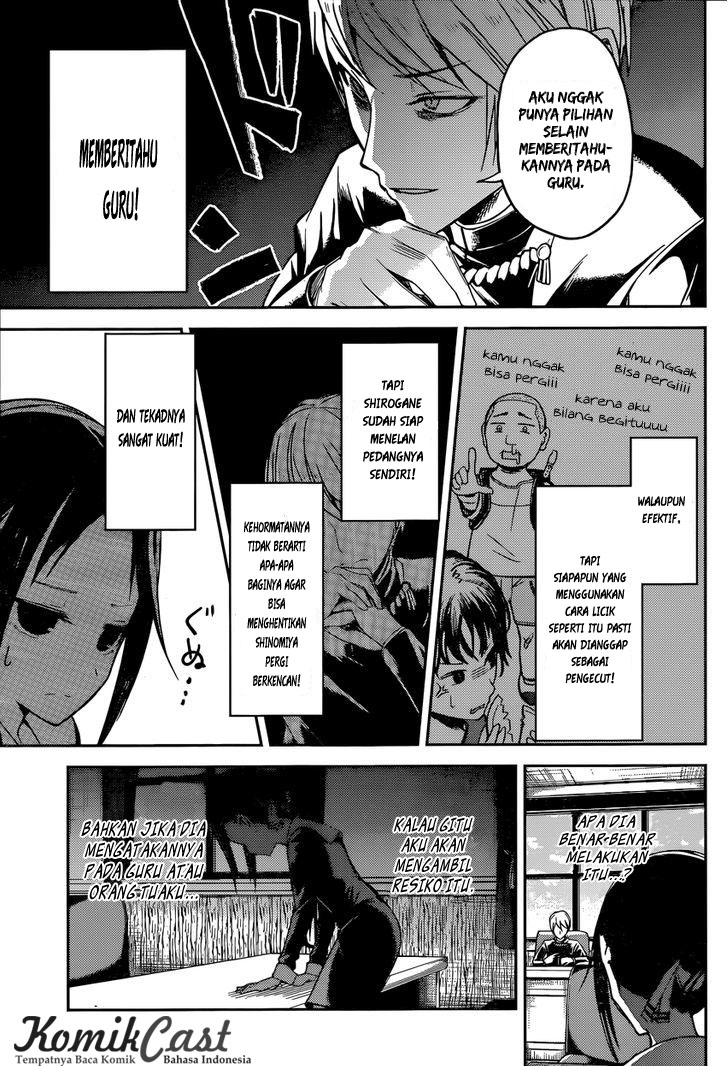 AKU NGGAK
PUNYA PILIHAN
SELAIN
MEMBERITAHU-
KANNYA PADA
GURU.
MEMBERITAHU
GURU!
ド
ン
!!
kamu nggak
bisa pergiiii
kamu nggak
bisa pergiii
karena aku
bilang begituuuu
WALAUPUN
EFEKTIF,
TAPI
SIAPAPUN YANG
MENGGUNAKAN
CARA LICIK
SEPERTI ITU PASTI
AKAN DIANGGAP
SEBAGAI
PENGECUT!
TAPI
SHIROGANE
SUDAH SIAP
MENELAN
PEDANGNYA
SENDIRI!
KEHORMATANNYA
TIDAK BERARTI
APA-APA
BAGINYA AGAR
BISA
MENGHENTIKAN
SHINOMIYA
PERGI
BERKENCAN!
DAN TEKADNYA
SANGAT KUAT!
ぐぬ…
APA DIA
BENAR-BENAR
MELAKUKAN
ITU...?
KALAU GITU
AKU AKAN
MENGAMBIL
RESIKO ITU.
BAHKAN JIKA DIA
MENGATAKANNYA
PADA GURU ATAU
ORANG TUAKU...
KomikCast
Tempatnya Baca Komik Bahasa Indonesia